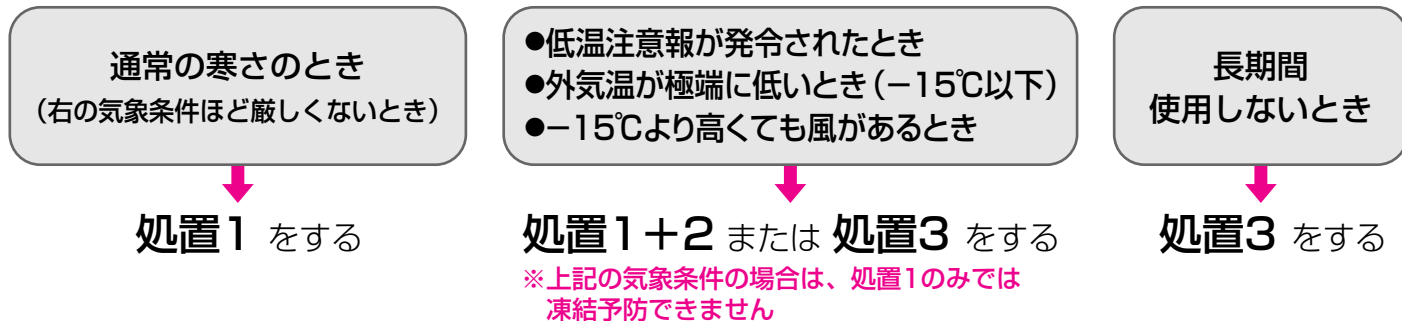 通常の寒さのとき
(右の気象条件ほど厳しくないとき)
処置1 をする
●低温注意報が発令されたとき
●外気温が極端に低いとき(−15℃以下)
●−15℃より高くても風があるとき
処置1+2 または 処置3 をする
※上記の気象条件の場合は、処置1のみでは
凍結予防できません
長期間
使用しないとき
処置3 をする